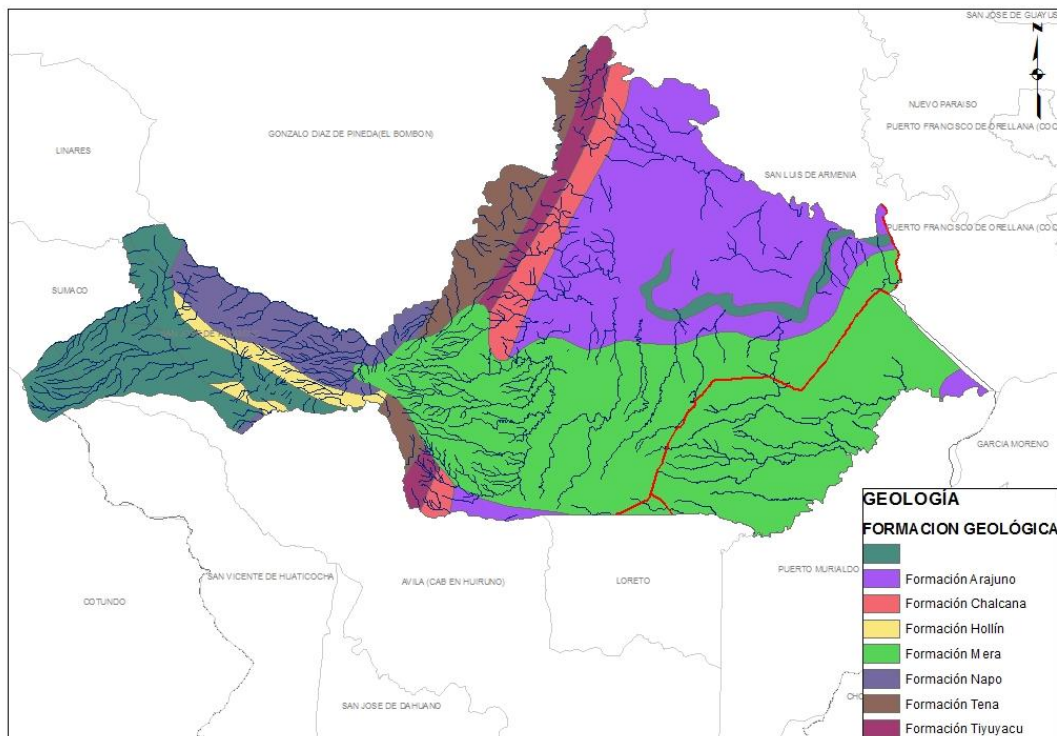 SAN JOSE DE GUAYUS
N
NUEVO PARAISO
GONZALO DIAZ DE PINEDA(EL BOMBON)
PUERTO FRANCISCO DE ORELLANA (COC
LINARES
SAN LUIS DE ARMENIA
PUERTO FRANCISCO DE ORELLANA (COC
SUMACO
GARCIA MORENO
GEOLOGÍA
FORMACION GEOLÓGICA
Formación Arajuno
Formación Chalcana
Formación Hollín
Formación Mera
Formación Napo
Formación Tena
Formación Tiyuyacu
PUERTO MURIALDO
SAN VICENTE DE HUATICOCHA
AVILA (CAB EN HUIRUNO)
LORETO
COTUNDO
SAN JOSE DE DAHUANO